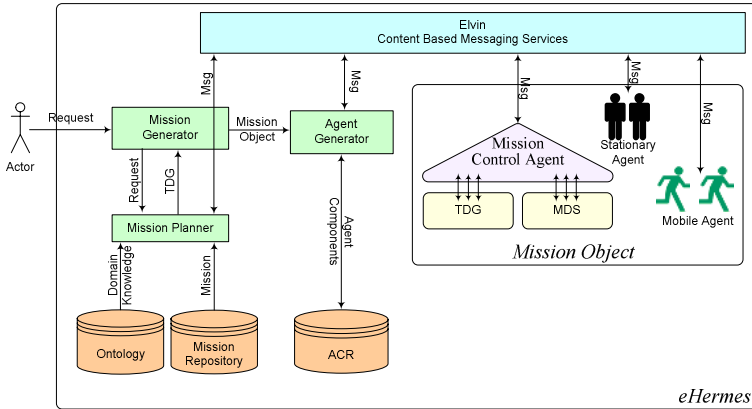 Elvin
Content Based Messaging Services
Msg
Msg
Msg
Msg
Msg
Actor
Request
Mission
Generator
Mission
Object
Agent
Generator
Request
TDG
Mission Planner
Domain
Knowledge
Mission
Agent
Components
Ontology
Mission
Repository
ACR
Mission
Control Agent
TDG
MDS
Stationary
Agent
Mobile Agent
Mission Object
eHermes